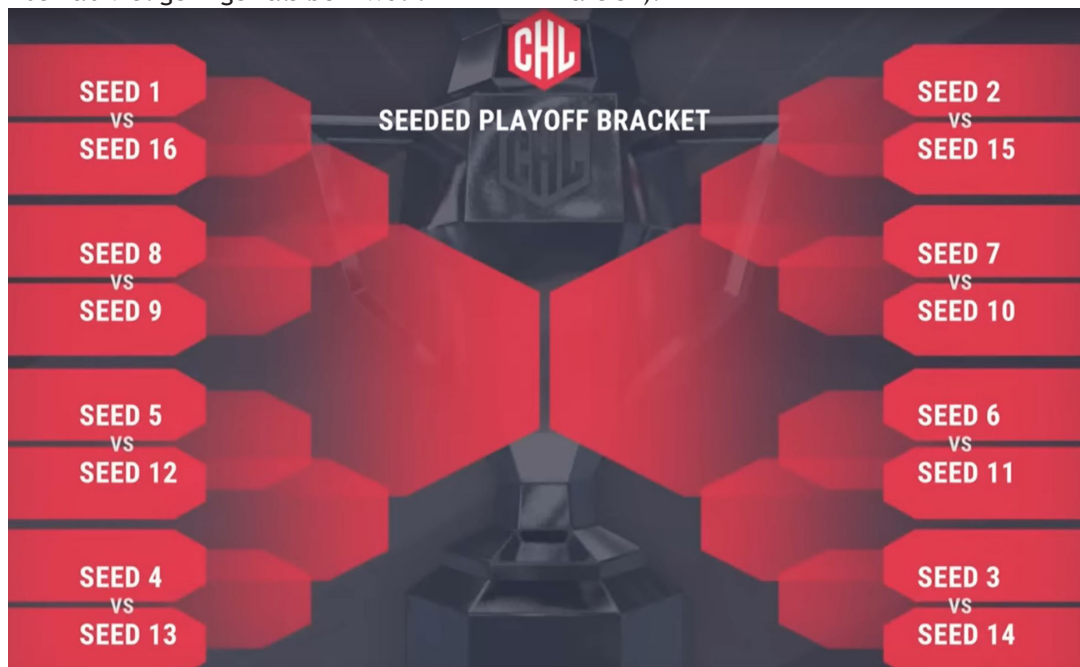 CHL
SEEDED PLAYOFF BRACKET
CHL
SEED 1
VS
SEED 16
SEED 8
VS
SEED 9
SEED 5
VS
SEED 12
SEED 4
VS
SEED 13
SEED 2
VS
SEED 15
SEED 7
VS
SEED 10
SEED 6
VS
SEED 11
SEED 3
VS
SEED 14